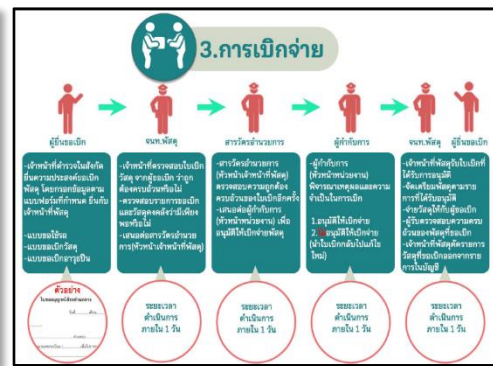 3.การเบิกจ่าย
ผู้ยื่นขอเบิก
จนท.พัสดุ
สารวัตรอำนวยการ
ผู้กำกับการ
จนท.พัสดุ
ผู้ยื่นขอเบิก
-เจ้าหน้าที่ตำรวจในสังกัด
ยื่นความประสงค์ขอเบิก
พัสดุ โดยกรอกข้อมูลตาม
แบบฟอร์มที่กำหนด ยื่นกับ
เจ้าหน้าที่พัสดุ
-แบบขอใช้รถ
-แบบขอเบิกวัสดุ
-แบบขอเบิกอาวุธปืน
-เจ้าหน้าที่ตรวจสอบใบเบิก
วัสดุ จากผู้ขอเบิก ว่าถูก
ต้องครบถ้วนหรือไม่
-ตรวจสอบรายการขอเบิก
และวัสดุคงคลังว่ามีเพียง
พอหรือไม่
-เสนอต่อสารวัตรอำนวย
การ(หัวหน้าเจ้าหน้าที่พัสดุ)
-สารวัตรอำนวยการ
(หัวหน้าเจ้าหน้าที่พัสดุ)
ตรวจสอบความถูกต้อง
ครบถ้วนของใบเบิกอีกครั้ง
-เสนอต่อผู้กำกับการ
(หัวหน้าหน่วยงาน) เพื่อ
อนุมัติให้เบิกจ่ายพัสดุ
-ผู้กำกับการ
(หัวหน้าหน่วยงาน)
พิจารณาเหตุผลและความ
จำเป็นในการเบิก
1.อนุมัติให้เบิกจ่าย
2.ไม่อนุมัติให้เบิกจ่าย
(นำใบเบิกกลับไปแก้ไข
ใหม่)
-เจ้าหน้าที่พัสดุรับใบเบิกที่
ได้รับการอนุมัติ
-จัดเตรียมพัสดุตามราย
การที่ได้อนุมัติ
-จ่ายวัสดุให้กับผู้ขอเบิก
-ผู้รับตรวจสอบความครบ
ถ้วนของพัสดุที่ขอเบิก
-เจ้าหน้าที่พัสดุตัดรายการ
วัสดุที่ขอเบิกออกจากราย
การในบัญชี
ตัวอย่าง
ระยะเวลา
ดำเนินการ
ภายใน 1 วัน
ระยะเวลา
ดำเนินการ
ภายใน 1 วัน
ระยะเวลา
ดำเนินการ
ภายใน 1 วัน
ระยะเวลา
ดำเนินการ
ภายใน 1 วัน